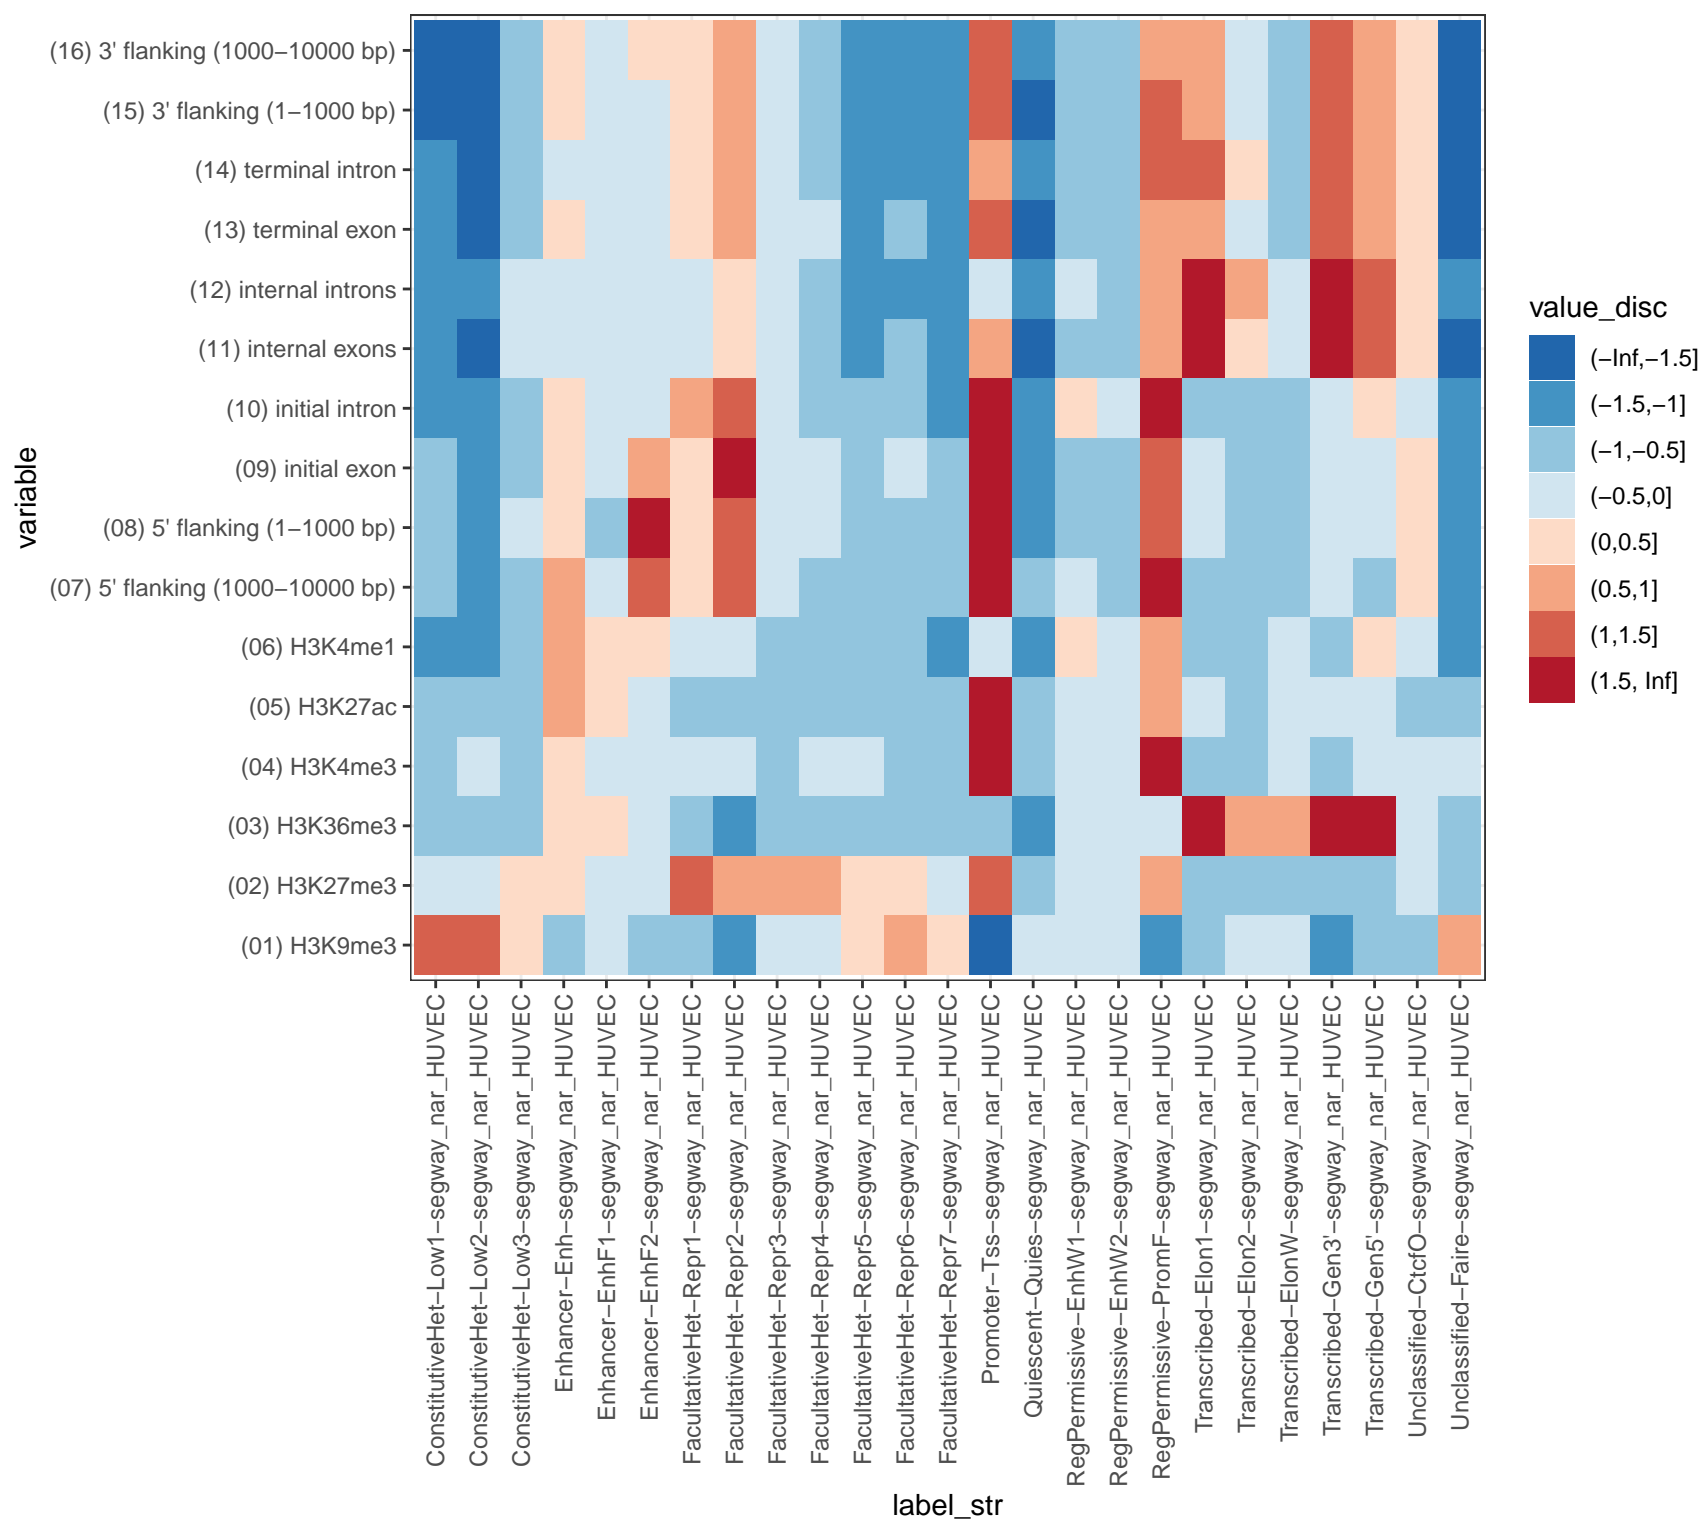 variable
(16) 3' flanking (1000−10000 bp)
(15) 3' flanking (1−1000 bp)
(14) terminal intron
(13) terminal exon
(12) internal introns
(11) internal exons
(10) initial intron
(09) initial exon
(08) 5' flanking (1−1000 bp)
(07) 5' flanking (1000−10000 bp)
(06) H3K4me1
(05) H3K27ac
(04) H3K4me3
(03) H3K36me3
(02) H3K27me3
(01) H3K9me3
ConstitutiveHet−Low1−segway_nar_HUVEC
ConstitutiveHet−Low2−segway_nar_HUVEC
ConstitutiveHet−Low3−segway_nar_HUVEC
Enhancer−Enh−segway_nar_HUVEC
Enhancer−EnhF1−segway_nar_HUVEC
Enhancer−EnhF2−segway_nar_HUVEC
FacultativeHet−Repr1−segway_nar_HUVEC
FacultativeHet−Repr2−segway_nar_HUVEC
FacultativeHet−Repr3−segway_nar_HUVEC
FacultativeHet−Repr4−segway_nar_HUVEC
FacultativeHet−Repr5−segway_nar_HUVEC
FacultativeHet−Repr6−segway_nar_HUVEC
FacultativeHet−Repr7−segway_nar_HUVEC
Promoter−Tss−segway_nar_HUVEC
Quiescent−Quies−segway_nar_HUVEC
RegPermissive−EnhW1−segway_nar_HUVEC
RegPermissive−EnhW2−segway_nar_HUVEC
RegPermissive−PromF−segway_nar_HUVEC
Transcribed−Elon1−segway_nar_HUVEC
Transcribed−Elon2−segway_nar_HUVEC
Transcribed−ElonW−segway_nar_HUVEC
Transcribed−Gen3'−segway_nar_HUVEC
Transcribed−Gen5'−segway_nar_HUVEC
Unclassified−CtcfO−segway_nar_HUVEC
Unclassified−Faire−segway_nar_HUVEC
label_str
value_disc
(−Inf,−1.5]
(−1.5,−1]
(−1,−0.5]
(−0.5,0]
(0,0.5]
(0.5,1]
(1,1.5]
(1.5, Inf]